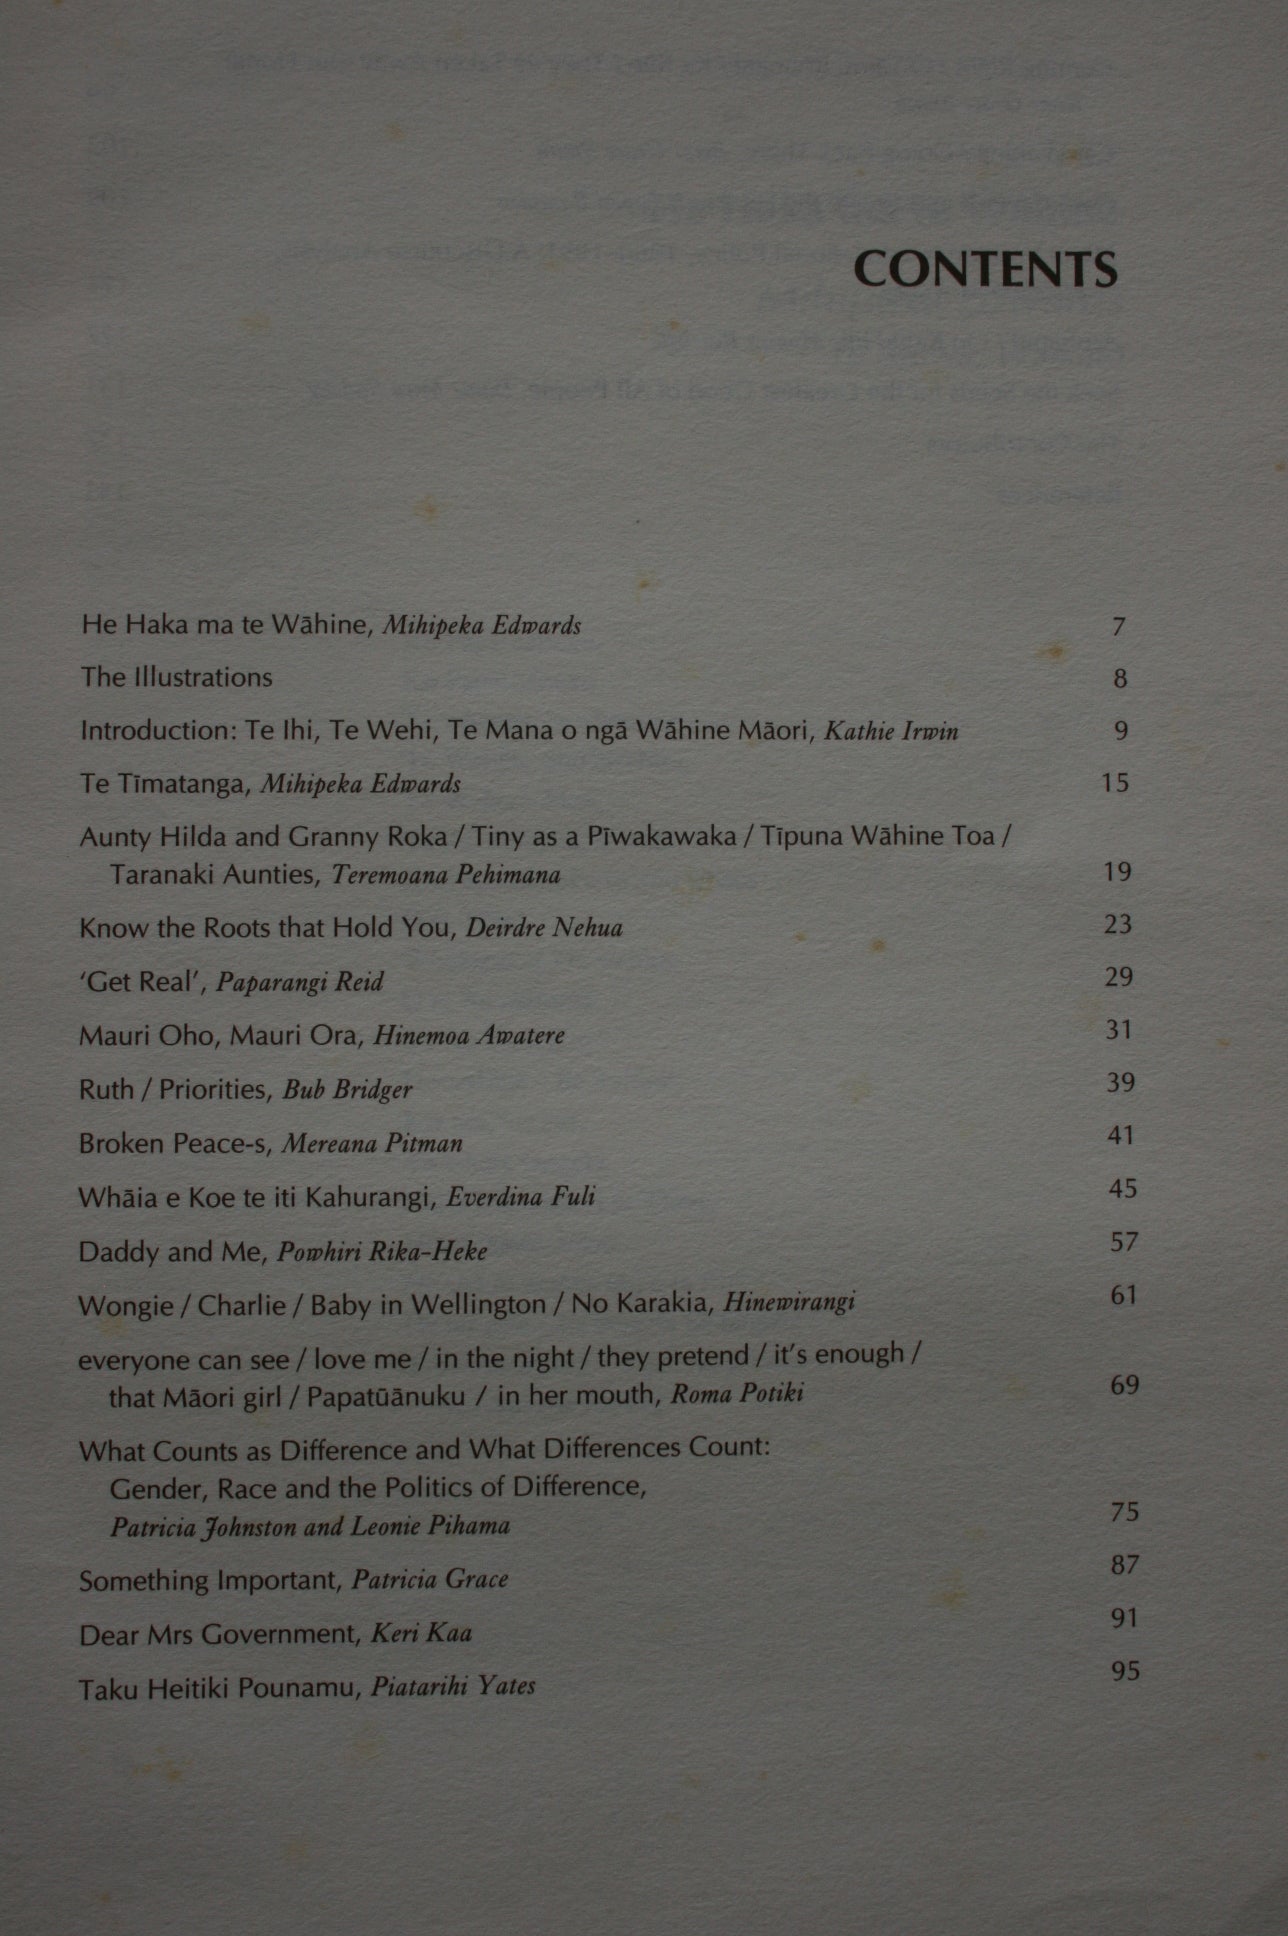 CONTENTS
He Haka ma te Wāhine, Mihipeka Edwards 7
The Illustrations 8
Introduction: Te Ihi, Te Wehi, Te Mana o ngā Wāhine Māori, Kathie Irwin 9
Te Tīmatanga, Mihipeka Edwards 15
Aunty Hilda and Granny Roka / Tiny as a Pīwakawaka / Tīpuna Wāhine Toa /
Taranaki Aunties, Teremoana Pehimana 19
Know the Roots that Hold You, Deirdre Nehua 23
‘Get Real’, Paparangi Reid 29
Mauri Oho, Mauri Ora, Hinemoa Awatere 31
Ruth / Priorities, Bub Bridger 39
Broken Peace-s, Mereana Pitman 41
Whāia e Koe te iti Kahurangi, Everdina Fuli 45
Daddy and Me, Powhiri Rika-Heke 57
Wongie / Charlie / Baby in Wellington / No Karakia, Hinewirangi 61
everyone can see / love me / in the night / they pretend / it’s enough /
that Māori girl / Papatūānuku / in her mouth, Roma Potiki 69
What Counts as Difference and What Differences Count:
Gender, Race and the Politics of Difference,
Patricia Johnston and Leonie Pihama 75
Something Important, Patricia Grace 87
Dear Mrs Government, Keri Kaa 91
Taku Heitiki Pounamu, Piatarihi Yates 95